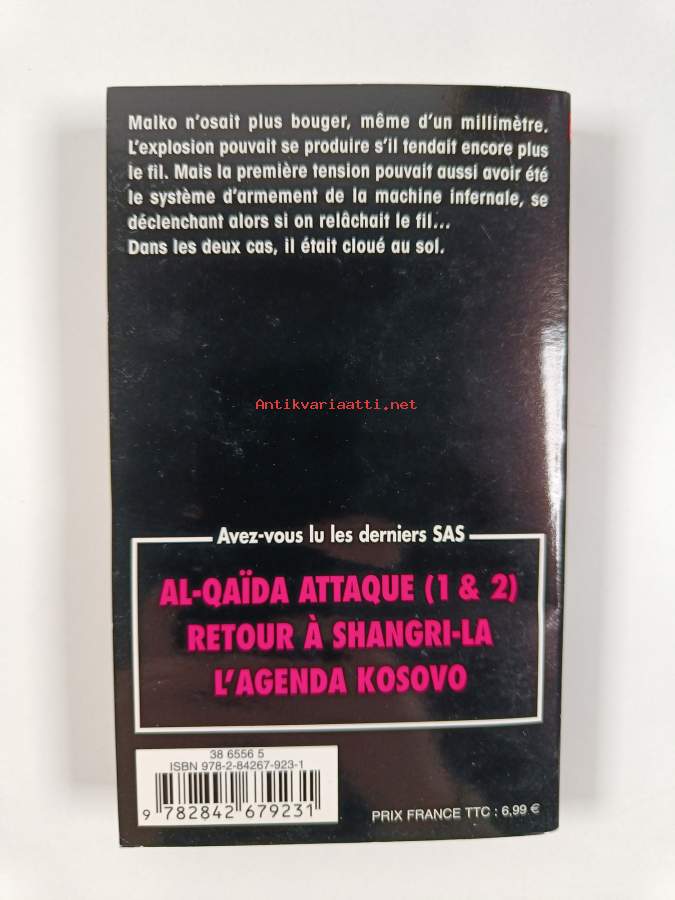 Malko n'osait plus bouger, même d'un millimètre.
L'explosion pouvait se produire s'il tendait encore plus
le fil. Mais la première tension pouvait aussi avoir été
le système d'armement de la machine infernale, se
déclenchant alors si on relâchait le fil...
Dans les deux cas, il était cloué au sol.
Antikvariaatti.net
Avez-vous lu les derniers SAS
AL-QAÏDA ATTAQUE (1 & 2)
RETOUR À SHANGRI-LA
L'AGENDA KOSOVO
38 6556 5
ISBN 978-2-84267-923-1
9 782842 679231
PRIX FRANCE TTC : 6,99 €